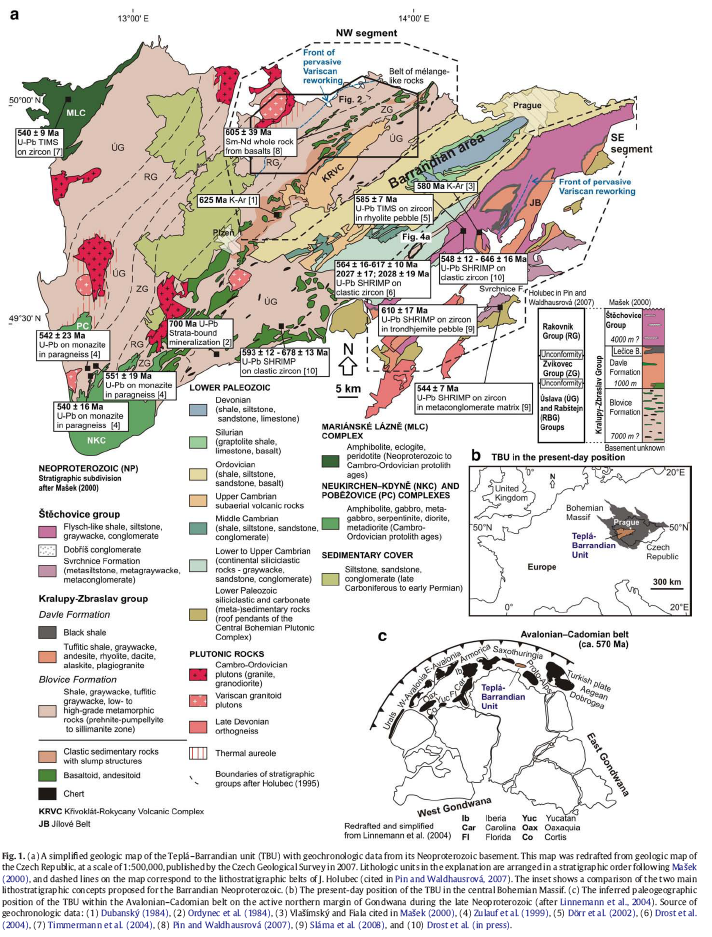 a
13°00' E
14°00' E
NW segment
Front of
pervasive
Variscan
reworking
Belt of mélange-
like rocks
50°00' N
MLC
ZG
Fig. 2
Prague
540 ± 9 Ma
U-Pb TIMS
on zircon [7]
605 ± 39 Ma
Sm-Nd whole rock
from basalts [8]
ÚG
SE
segment
ÚG
RG
RG
KRVC
Barrandian area
580 Ma K-Ar [3]
Front of pervasive
Variscan reworking
625 Ma K-Ar [1]
585 ± 7 Ma
U-Pb TIMS on zircon
in rhyolite pebble [5]
JB
Plzeň
Fig. 4a
ZG
RG
564 ± 16-617 ± 10 Ma
2027 ± 17; 2028 ± 19 Ma
U-Pb SHRIMP on
clastic zircon [6]
548 ± 12 - 646 ± 16 Ma
U-Pb SHRIMP on
clastic zircon [10]
ÚG
ÚG
Svrchnice F.
Holubec in Pin and
Waldhausrová (2007)
Mašek (2000)
49°30' N
PC
700 Ma U-Pb
Strata-bound
mineralization [2]
610 ± 17 Ma
U-Pb SHRIMP on zircon
in trondhjemite pebble [9]
Rakovník
Group (RG)
Štěchovice
Group
4000 m ?
542 ± 23 Ma
U-Pb on monazite
in paragneiss [4]
RG
ZG
593 ± 12 - 678 ± 13 Ma
U-Pb SHRIMP
on clastic zircon [10]
N
Unconformity
Zvíkovec
Group (ZG)
Unconformity
Lečice B.
Davle
Formation
1000 m
551 ± 19 Ma
U-Pb on monazite
in paragneiss [4]
5 km
544 ± 7 Ma
U-Pb SHRIMP on zircon
in metaconglomerate matrix [9]
Úslava (ÚG)
and Rabštejn
(RBG)
Groups
Kralupy-Zbraslav Group
Blovice
Formation
7000 m ?
Basement unknown
540 ± 16 Ma
U-Pb on monazite
in paragneiss [4]
NKC
NEOPROTEROZOIC (NP)
Stratigraphic subdivision
after Mašek (2000)
Štěchovice group
Flysch-like shale, siltstone,
graywacke, conglomerate
Dobříš conglomerate
Svrchnice Formation
(metasiltstone, metagraywacke,
metaconglomerate)
Kralupy-Zbraslav group
Davle Formation
Black shale
Tuffitic shale, graywacke,
andesite, rhyolite, dacite,
alaskite, plagiogranite
Blovice Formation
Shale, graywacke, tuffitic
graywacke, low- to
high-grade metamorphic
rocks (prehnite-pumpellyite
to sillimanite zone)
Clastic sedimentary rocks
with slump structures
Basaltoid, andesitoid
Chert
KRVC Křivoklát-Rokycany Volcanic Complex
JB Jílové Belt
LOWER PALEOZOIC
Devonian
(shale, siltstone,
sandstone, limestone)
Silurian
(graptolite shale,
limestone, basalt)
Ordovician
(shale, siltstone,
sandstone, basalt)
Upper Cambrian
subaerial volcanic rocks
Middle Cambrian
(shale, siltstone, sandstone,
conglomerate)
Lower to Upper Cambrian
(continental siliciclastic
rocks - graywacke,
sandstone, conglomerate)
Lower Paleozoic
siliciclastic and carbonate
(meta-)sedimentary rocks
(roof pendants of the
Central Bohemian Plutonic
Complex)
PLUTONIC ROCKS
Cambro-Ordovician
plutons (granite,
granodiorite)
Variscan granitoid
plutons
Late Devonian
orthogneiss
Thermal aureole
Boundaries of stratigraphic
groups after Holubec (1995)
MARIÁNSKÉ LÁZNĚ (MLC)
COMPLEX
Amphibolite, eclogite,
peridotite (Neoproterozoic to
Cambro-Ordovician protolith
ages)
NEUKIRCHEN–KDYNĚ (NKC) AND
POBĚŽOVICE (PC) COMPLEXES
Amphibolite, gabbro, meta-
gabbro, serpentinite, diorite,
metadiorite (Cambro-
Ordovician protolith ages)
SEDIMENTARY COVER
Siltstone, sandstone,
conglomerate (late
Carboniferous to early Permian)
b TBU in the present-day position
0°
20°E
N
United
Kingdom
Bohemian
Massif
Prague
50°N
50°N
Teplá-
Barrandian
Unit
Czech
Republic
Europe
300 km
0°
20°E
c
Avalonian–Cadomian belt
(ca. 570 Ma)
Urals
W-Avalonia
E-Avalonia
Armorica
Saxothuringia
Turkish plate
Aegean
Dobrogea
Ib
Oax
Yuc
Co
Car
Teplá-
Barrandian
Unit
East Gondwana
West Gondwana
Redrafted and simplified
from Linnemann et al. (2004)
Ib Iberia Yuc Yucatan
Car Carolina Oax Oaxaquia
Fl Florida Co Cortis
Fig. 1. (a) A simplified geologic map of the Teplá–Barrandian unit (TBU) with geochronologic data from its Neoproterozoic basement. This map was redrafted from geologic map of
the Czech Republic, at a scale of 1:500,000, published by the Czech Geological Survey in 2007. Lithologic units in the explanation are arranged in a stratigraphic order following Mašek
(2000), and dashed lines on the map correspond to the lithostratigraphic belts of J. Holubec (cited in Pin and Waldhausrová, 2007). The inset shows a comparison of the two main
lithostratigraphic concepts proposed for the Barrandian Neoproterozoic. (b) The present-day position of the TBU in the central Bohemian Massif. (c) The inferred paleogeographic
position of the TBU within the Avalonian–Cadomian belt on the active northern margin of Gondwana during the late Neoproterozoic (after Linnemann et al., 2004). Source of
geochronologic data: (1) Dubanský (1984), (2) Ordynec et al. (1984), (3) Vlašímský and Fiala cited in Mašek (2000), (4) Zulauf et al. (1999), (5) Dörr et al. (2002), (6) Drost et al.
(2004), (7) Timmermann et al. (2004), (8) Pin and Waldhausrová (2007), (9) Sláma et al. (2008), and (10) Drost et al. (in press).